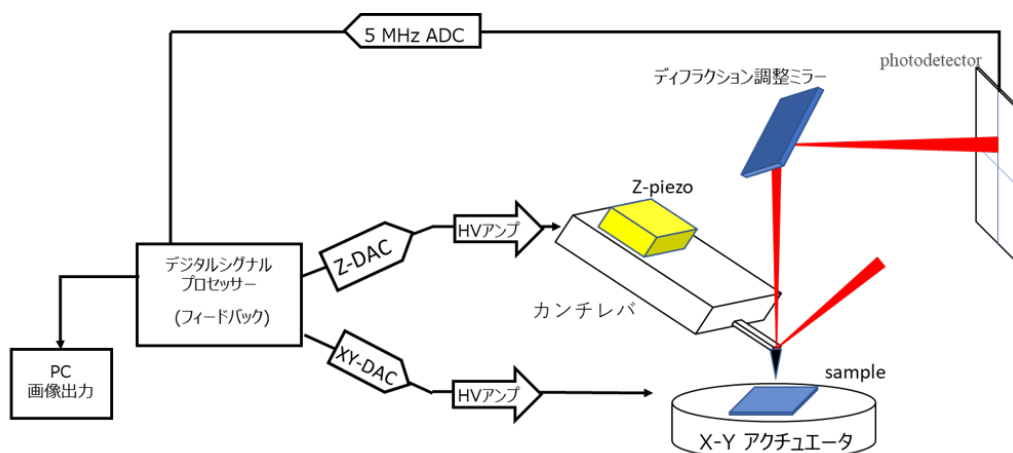 5 MHz ADC
photodetector
ディフラクション調整ミラー
Z-piezo
HVアンプ
Z-DAC
デジタルシグナル
プロセッサー
(フィードバック)
カンチレバ
XY-DAC
PC
画像出力
HVアンプ
sample
X-Y アクチュエータ